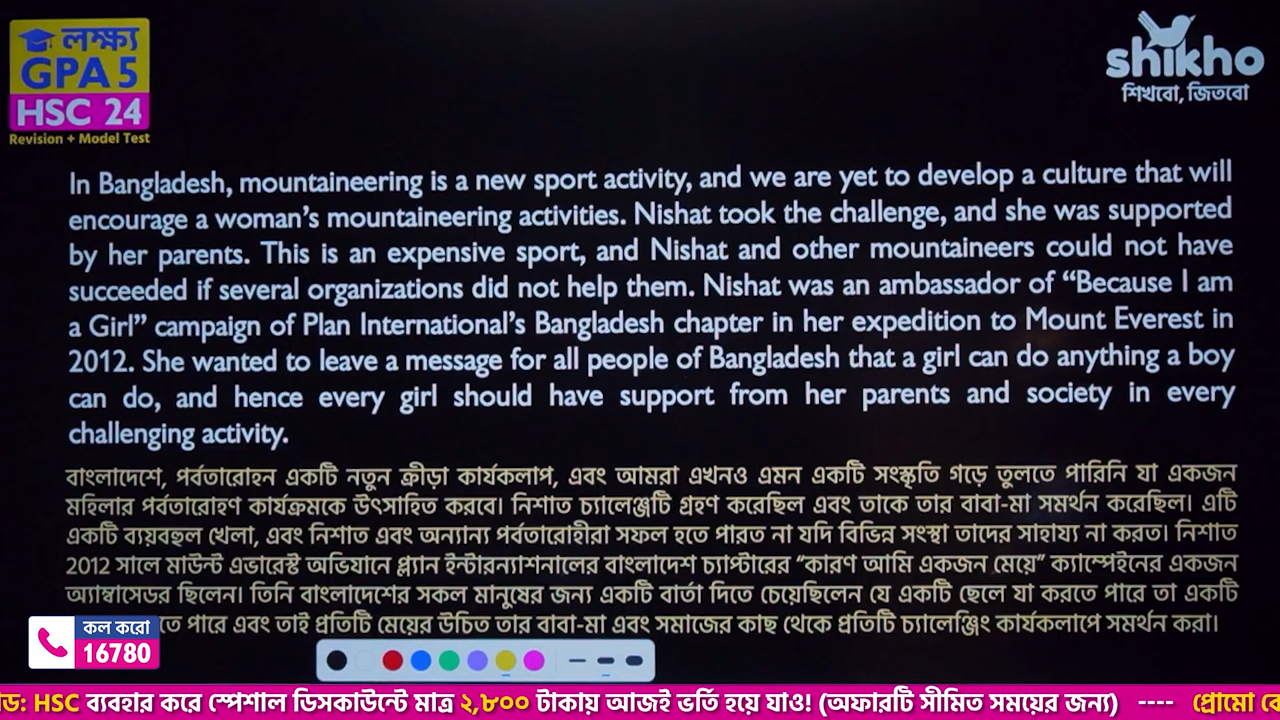 লক্ষ্য
GPA 5
HSC 24
Revision + Model Test
shikho
শিখবো, জিতবো
In Bangladesh, mountaineering is a new sport activity, and we are yet to develop a culture that will
encourage a woman's mountaineering activities. Nishat took the challenge, and she was supported
by her parents. This is an expensive sport, and Nishat and other mountaineers could not have
succeeded if several organizations did not help them. Nishat was an ambassador of “Because I am
a Girl” campaign of Plan International's Bangladesh chapter in her expedition to Mount Everest in
2012. She wanted to leave a message for all people of Bangladesh that a girl can do anything a boy
can do, and hence every girl should have support from her parents and society in every
challenging activity.
বাংলাদেশে, পর্বতারোহন একটি নতুন ক্রীড়া কার্যকলাপ, এবং আমরা এখনও এমন একটি সংস্কৃতি গড়ে তুলতে পারিনি যা একজন
মহিলার পর্বতারোহণ কার্যক্রমকে উৎসাহিত করবে। নিশাত চ্যালেঞ্জটি গ্রহণ করেছিল এবং তাকে তার বাবা-মা সমর্থন করেছিল। এটি
একটি ব্যয়বহুল খেলা, এবং নিশাত এবং অন্যান্য পর্বতারোহীরা সফল হতে পারত না যদি বিভিন্ন সংস্থা তাদের সাহায্য না করত। নিশাত
2012 সালে মাউন্ট এভারেস্ট অভিযানে প্ল্যান ইন্টারন্যাশনালের বাংলাদেশ চ্যাপ্টারের “কারণ আমি একজন মেয়ে” ক্যাম্পেইনের একজন
অ্যাম্বাসেডর ছিলেন। তিনি বাংলাদেশের সকল মানুষের জন্য একটি বার্তা দিতে চেয়েছিলেন যে একটি ছেলে যা করতে পারে তা একটি
তে পারে এবং তাই প্রতিটি মেয়ের উচিত তার বাবা-মা এবং সমাজের কাছ থেকে প্রতিটি চ্যালেঞ্জিং কার্যকলাপে সমর্থন করা।
কল করো
16780
ড: HSC ব্যবহার করে স্পেশাল ডিসকাউন্টে মাত্র ২,৮০০ টাকায় আজই ভর্তি হয়ে যাও! (অফারটি সীমিত সময়ের জন্য) ---- প্রোমো কো